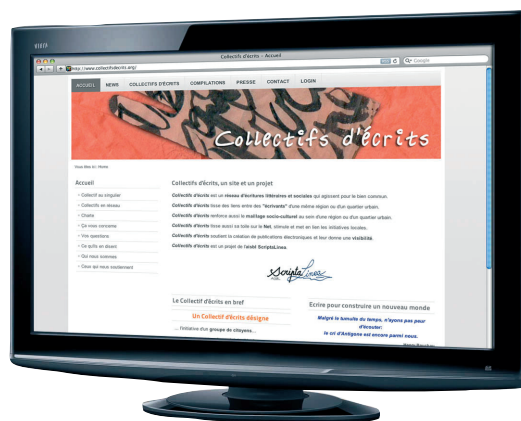 VIERA
Collectifs d'écrits – Accueil
http://www.collectifsdecrits.org/
Google
ACCUEIL NEWS COLLECTIFS D'ÉCRITS COMPILATIONS PRESSE CONTACT LOGIN
Collectifs d'écrits
Vous êtes ici: Home
Accueil
Collectif au singulier
Collectifs en réseau
Charte
Ça nous concerne
Vos questions
Ce qu'ils en disent
Qui nous sommes
Ceux qui nous soutiennent
Collectifs d'écrits, un site et un projet
Collectifs d'écrits est un réseau d'écritures littéraires et sociales qui agissent pour le bien commun.
Collectifs d'écrits tisse des liens entre des "écrivants" d'une même région ou d'un quartier urbain.
Collectifs d'écrits renforce aussi le maillage socio-culturel au sein d'une région ou d'un quartier urbain.
Collectifs d'écrits tisse aussi sa toile sur le Net, stimule et met en lien les initiatives locales.
Collectifs d'écrits soutient la création de publications électroniques et leur donne une visibilité.
Collectifs d'écrits est un projet de l'aisbl ScriptaLinea.
Scripta Linea
Le Collectif d'écrits en bref
Un Collectif d'écrits désigne
... l'initiative d'un groupe de citoyens...
Ecrire pour construire un nouveau monde
Malgré le tumulte du temps, n'ayons pas peur
d'écouter:
le cri d'Antigone est encore parmi nous.